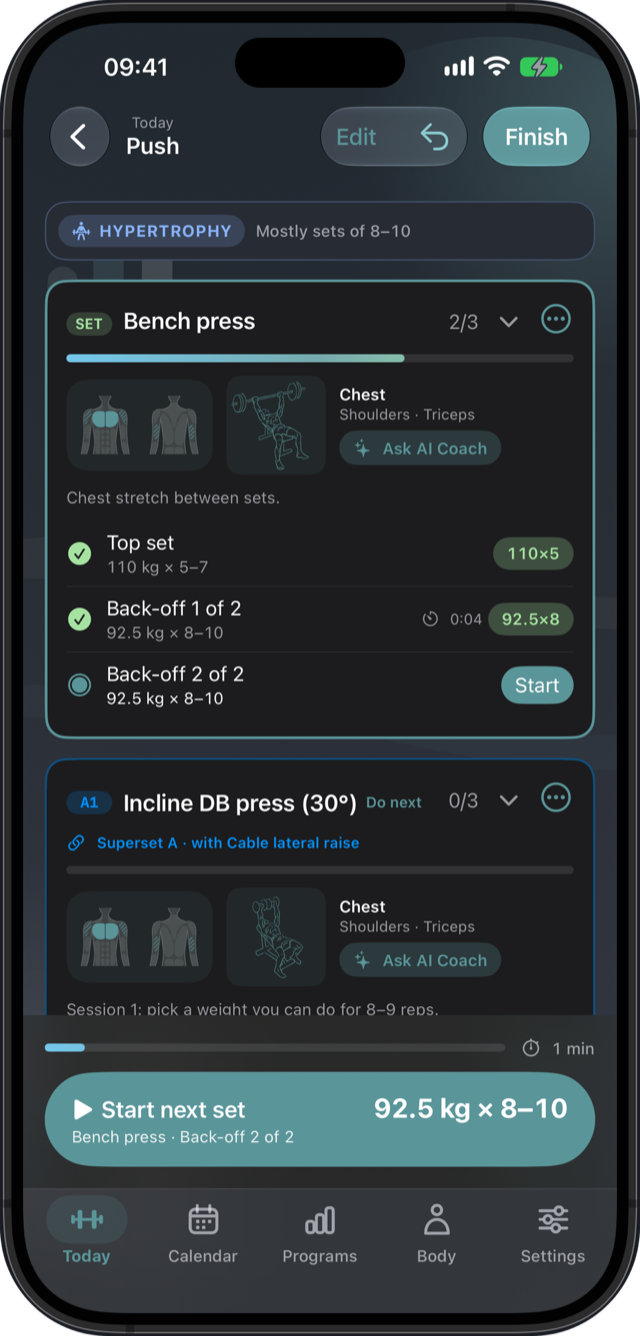 09:41
Today
Push
Edit
Finish
HYPERTROPHY Mostly sets of 8–10
SET Bench press 2/3
Chest
Shoulders · Triceps
Ask AI Coach
Chest stretch between sets.
Top set
110 kg × 5–7
110×5
Back-off 1 of 2
92.5 kg × 8–10
0:04 92.5×8
Back-off 2 of 2
92.5 kg × 8–10
Start
A1 Incline DB press (30°) Do next 0/3
Superset A · with Cable lateral raise
Chest
Shoulders · Triceps
Ask AI Coach
Session 1: pick a weight you can do for 8–9 reps.
1 min
Start next set 92.5 kg × 8–10
Bench press · Back-off 2 of 2
Today Calendar Programs Body Settings